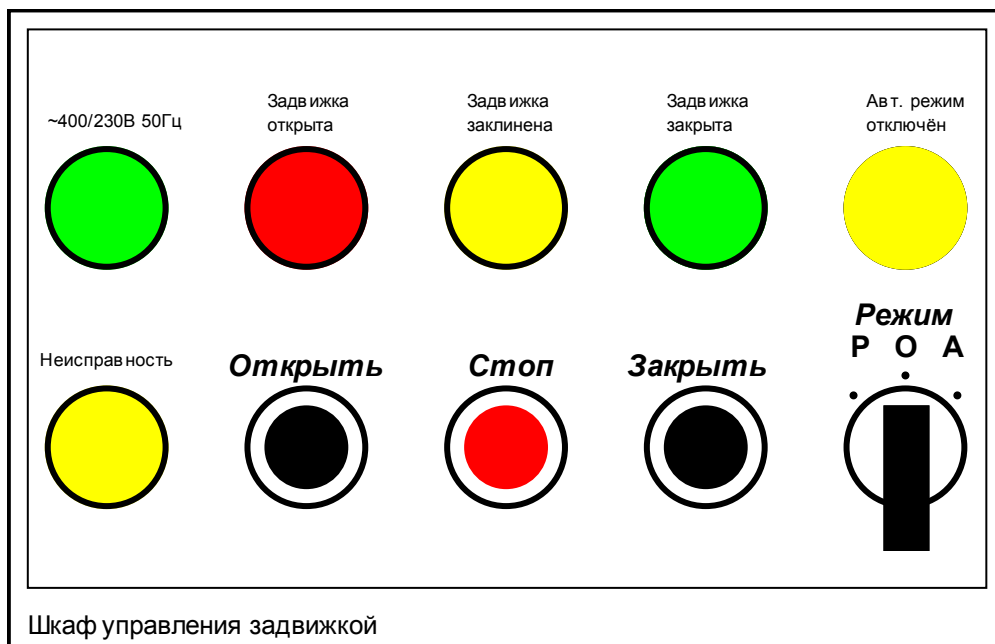 ~400/230В 50Гц
Задвижка
открыта
Задвижка
заклинена
Задвижка
закрыта
Авт. режим
отключён
Неисправность
Открыть
Стоп
Закрыть
Режим
Р О А
Шкаф управления задвижкой